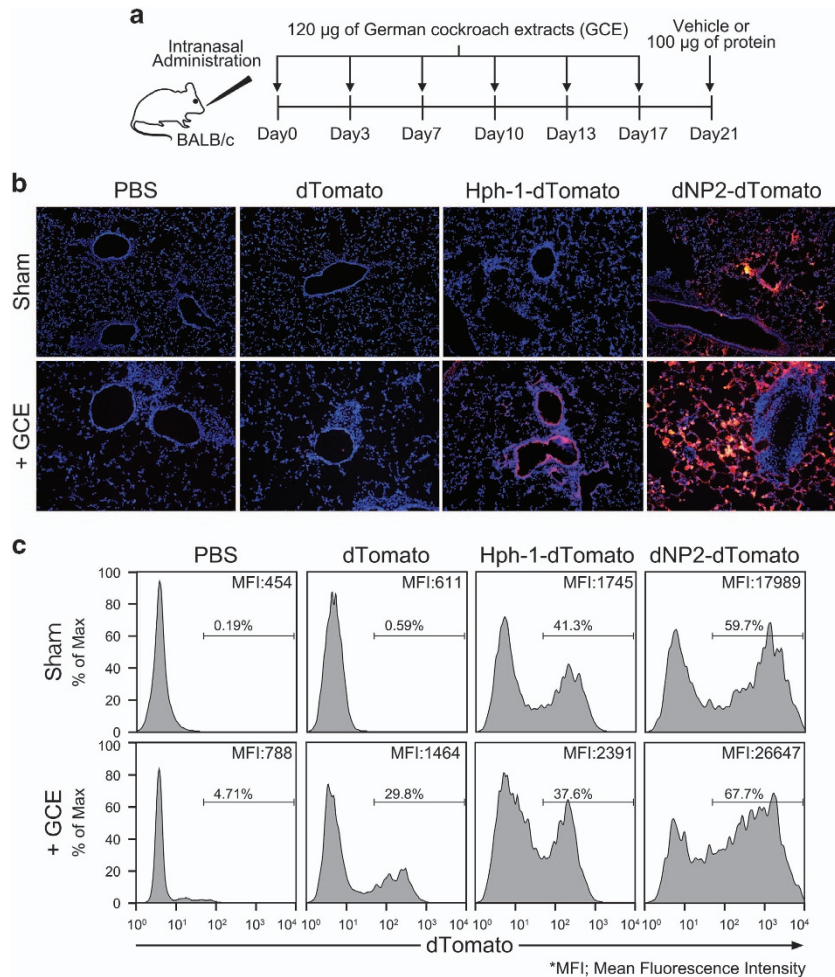 a
120 µg of German cockroach extracts (GCE)
Vehicle or
100 µg of protein
Intranasal
Administration
BALB/c
Day0 Day3 Day7 Day10 Day13 Day17 Day21
b
PBS dTomato Hph-1-dTomato dNP2-dTomato
Sham
+ GCE
c
PBS dTomato Hph-1-dTomato dNP2-dTomato
Sham
% of Max
100
80
60
40
20
0
MFI:454 MFI:611 MFI:1745 MFI:17989
0.19% 0.59% 41.3% 59.7%
+ GCE
% of Max
100
80
60
40
20
0
MFI:788 MFI:1464 MFI:2391 MFI:26647
4.71% 29.8% 37.6% 67.7%
10⁰ 10¹ 10² 10³ 10⁴ 10⁰ 10¹ 10² 10³ 10⁴ 10⁰ 10¹ 10² 10³ 10⁴ 10⁰ 10¹ 10² 10³ 10⁴
dTomato
*MFI; Mean Fluorescence Intensity